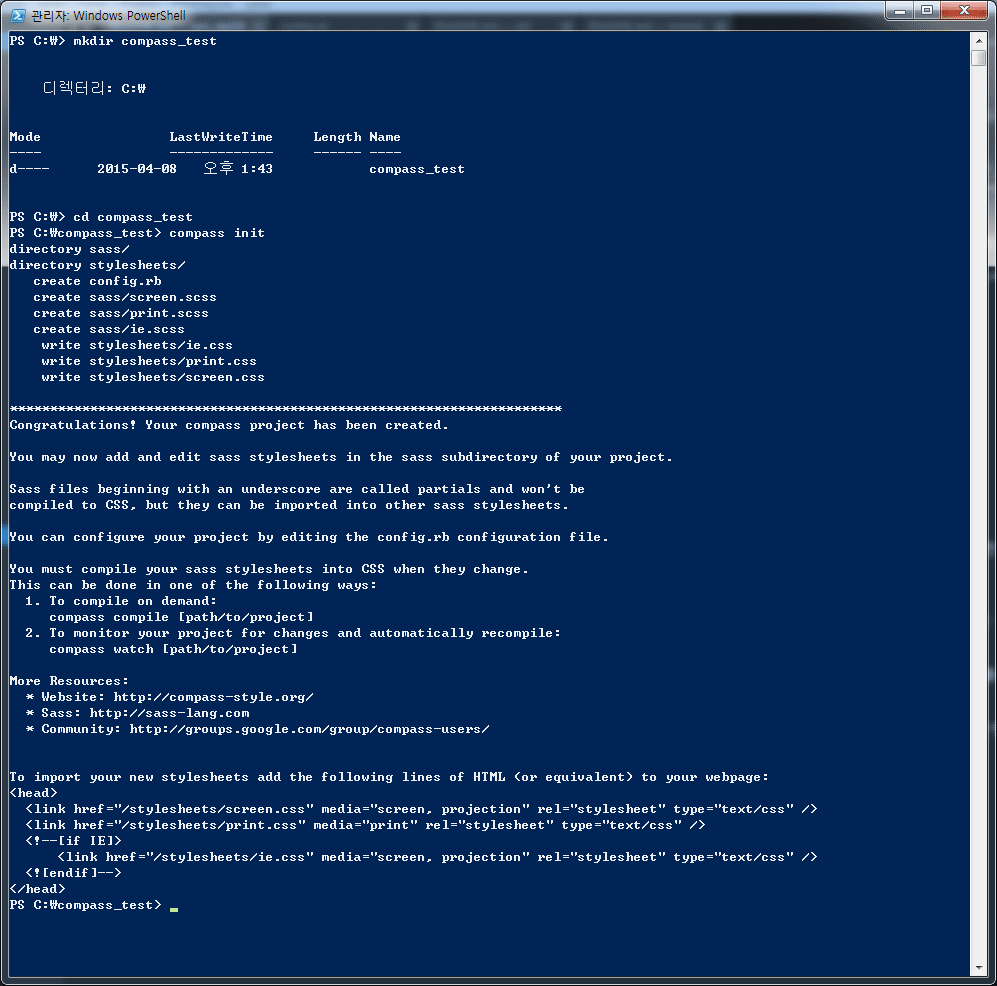 관리자: Windows PowerShell
PS C:₩> mkdir compass_test
디렉터리: C:₩
Mode                LastWriteTime     Length Name
----                -------------     ------ ----
d----      2015-04-08   오후 1:43            compass_test
PS C:₩> cd compass_test
PS C:₩compass_test> compass init
directory sass/
directory stylesheets/
   create config.rb
   create sass/screen.scss
   create sass/print.scss
   create sass/ie.scss
    write stylesheets/ie.css
    write stylesheets/print.css
    write stylesheets/screen.css
*********************************************************************
Congratulations! Your compass project has been created.
You may now add and edit sass stylesheets in the sass subdirectory of your project.
Sass files beginning with an underscore are called partials and won't be
compiled to CSS, but they can be imported into other sass stylesheets.
You can configure your project by editing the config.rb configuration file.
You must compile your sass stylesheets into CSS when they change.
This can be done in one of the following ways:
  1. To compile on demand:
     compass compile [path/to/project]
  2. To monitor your project for changes and automatically recompile:
     compass watch [path/to/project]
More Resources:
  * Website: http://compass-style.org/
  * Sass: http://sass-lang.com
  * Community: http://groups.google.com/group/compass-users/
To import your new stylesheets add the following lines of HTML (or equivalent) to your webpage:
<head>
  <link href="/stylesheets/screen.css" media="screen, projection" rel="stylesheet" type="text/css" />
  <link href="/stylesheets/print.css" media="print" rel="stylesheet" type="text/css" />
  <!--[if IE]>
      <link href="/stylesheets/ie.css" media="screen, projection" rel="stylesheet" type="text/css" />
  <![endif]-->
</head>
PS C:₩compass_test>